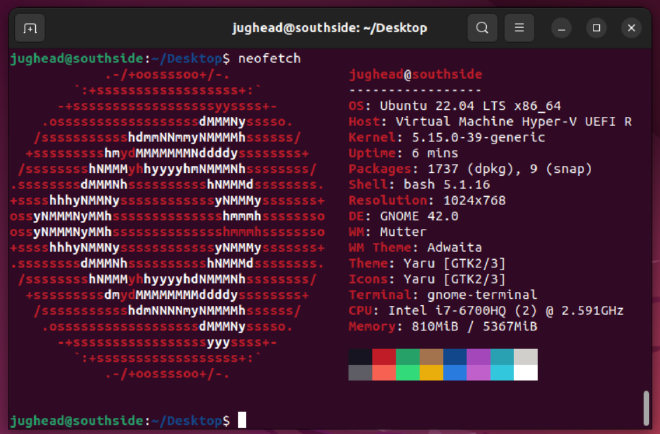 jughead@southside:~/Desktop
jughead@southside:~/Desktop$ neofetch
.-/+oossssoo+/-.
`:+ssssssssssssssssss+:`
-+ssssssssssssssssssyyssss+-
.ossssssssssssssssssdMMMNysssso.
/ssssssssssshdmmNNmmyNMMMMhssssss/
+ssssssssshmydMMMMMMMNddddyssssssss+
/sssssssshNMMMyhhyyyyhmNMMMNhssssssss/
.ssssssssdMMMNhsssssssssshNMMMdssssssss.
+sssshhhyNMMNyssssssssssssyNMMMysssssss+
ossyNMMMNyMMhsssssssssssssshmmmhssssssso
ossyNMMMNyMMhsssssssssssssshmmmhssssssso
+sssshhhyNMMNyssssssssssssyNMMMysssssss+
.ssssssssdMMMNhsssssssssshNMMMdssssssss.
/sssssssshNMMMyhhyyyyhdNMMMNhssssssss/
+sssssssssdmydMMMMMMMMddddyssssssss+
/ssssssssssshdmNNNNmyNMMMMhssssss/
.ossssssssssssssssssdMMMNysssso.
-+sssssssssssssssssyyyssss+-
`:+ssssssssssssssssss+:`
.-/+oossssoo+/-.
jughead@southside
-----------------
OS: Ubuntu 22.04 LTS x86_64
Host: Virtual Machine Hyper-V UEFI R
Kernel: 5.15.0-39-generic
Uptime: 6 mins
Packages: 1737 (dpkg), 9 (snap)
Shell: bash 5.1.16
Resolution: 1024x768
DE: GNOME 42.0
WM: Mutter
WM Theme: Adwaita
Theme: Yaru [GTK2/3]
Icons: Yaru [GTK2/3]
Terminal: gnome-terminal
CPU: Intel i7-6700HQ (2) @ 2.591GHz
Memory: 810MiB / 5367MiB
jughead@southside:~/Desktop$